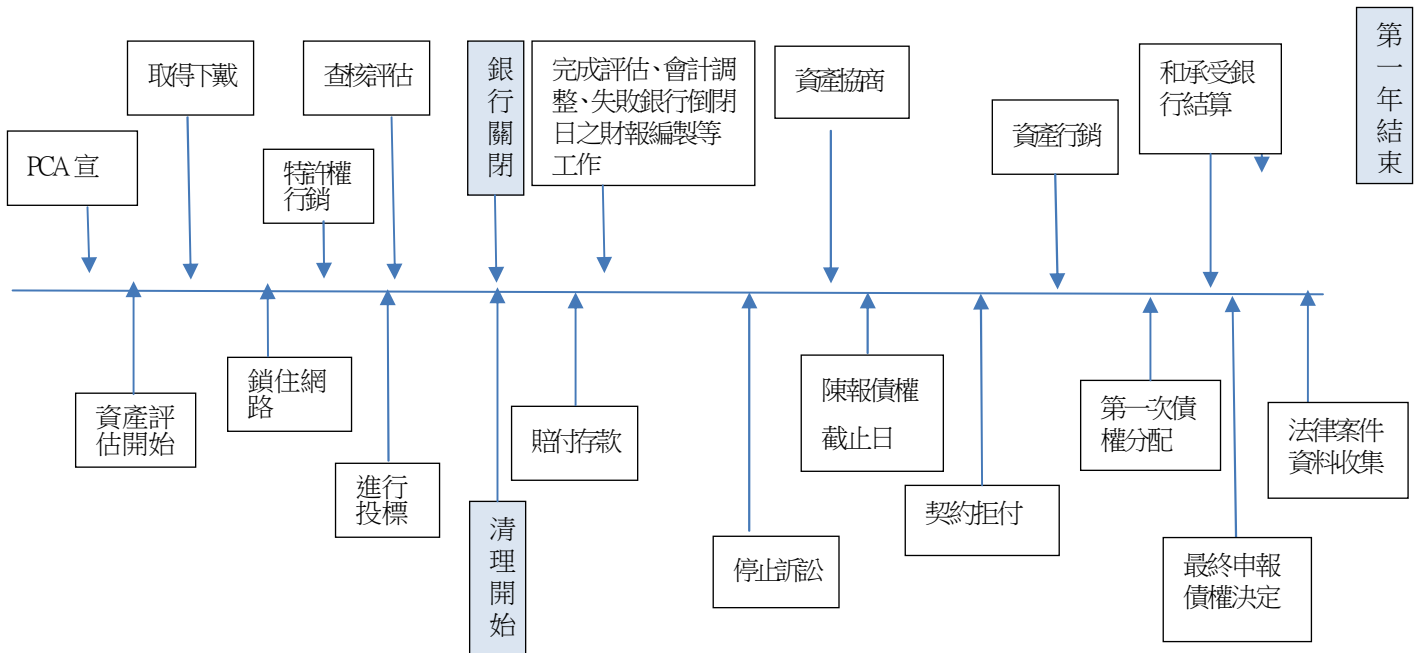 取得下戴
查核評估
銀行關閉
完成評估、會計調
整、失敗銀行倒閉
日之財報編製等
工作
資產協商
和承受銀
行結算
第一年結束
PCA 宣
特許權
行銷
資產行銷
資產評
估開始
鎖住網
路
進行
投標
清理開始
賠付存款
停止訴訟
陳報債權
截止日
契約拒付
第一次債
權分配
最終申報
債權決定
法律案件
資料收集